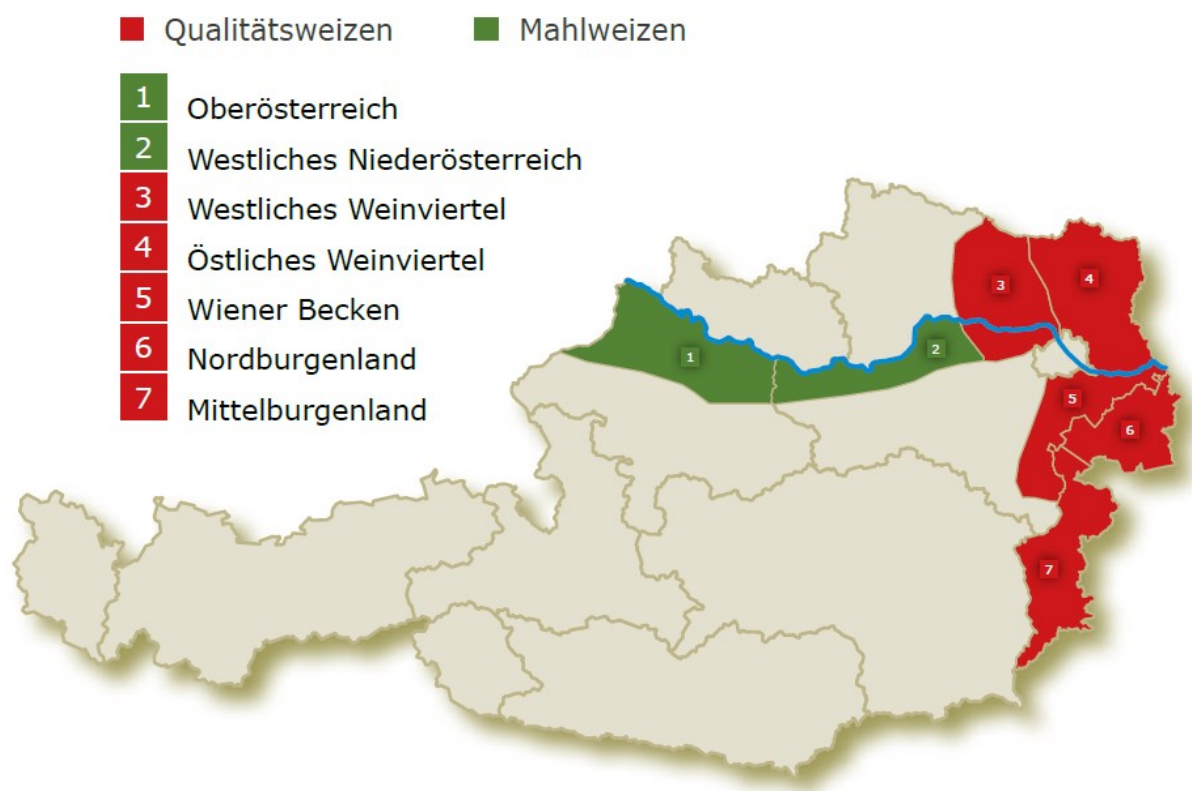 Qualitätsweizen Mahlweizen
1 Oberösterreich
2 Westliches Niederösterreich
3 Westliches Weinviertel
4 Östliches Weinviertel
5 Wiener Becken
6 Nordburgenland
7 Mittelburgenland
3
4
1
2
5
6
7